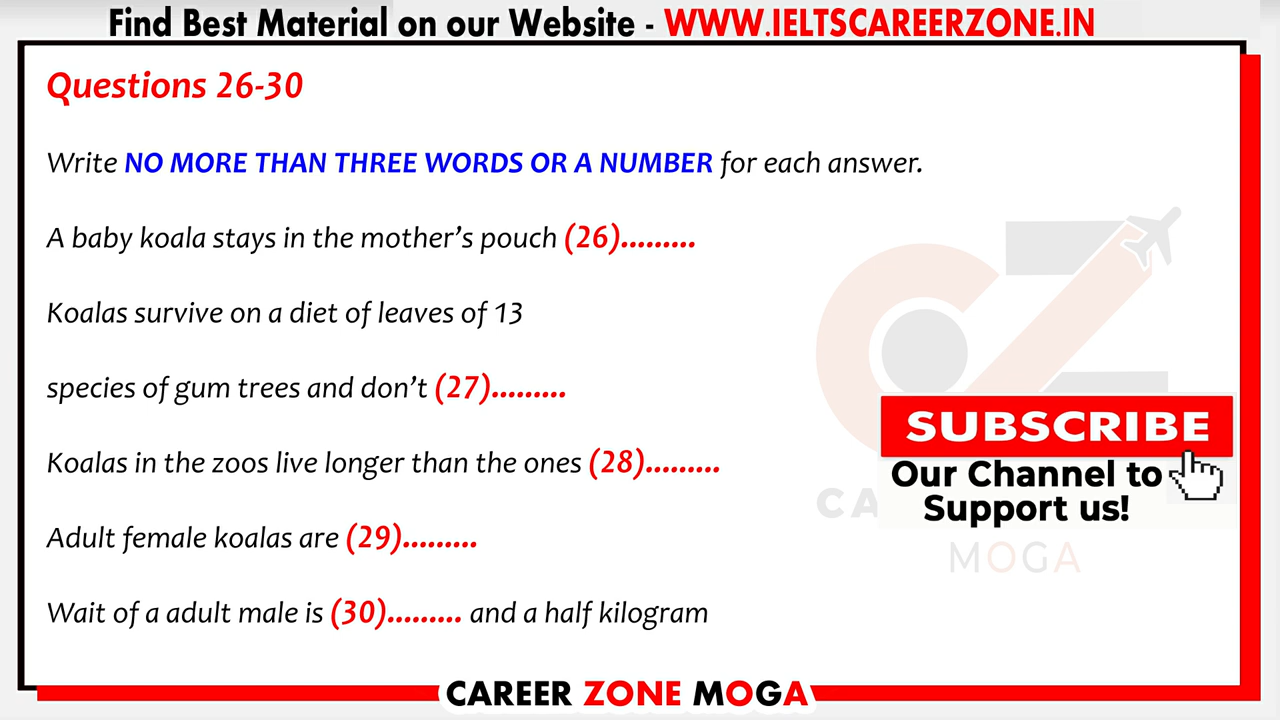 Find Best Material on our Website - WWW.IELTSCAREERZONE.IN
Questions 26-30
Write NO MORE THAN THREE WORDS OR A NUMBER for each answer.
A baby koala stays in the mother's pouch (26).........
Koalas survive on a diet of leaves of 13
species of gum trees and don't (27).........
Koalas in the zoos live longer than the ones (28).........
Adult female koalas are (29).........
Wait of a adult male is (30)......... and a half kilogram
SUBSCRIBE
Our Channel to
Support us!
CA
MOGA
CAREER ZONE MOGA